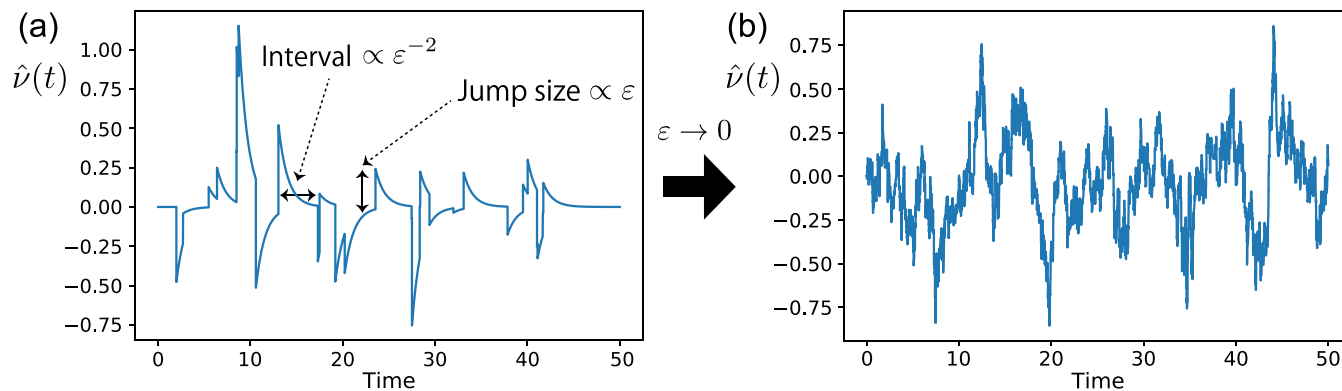 (a)
ν̂(t)
1.00
0.75
0.50
0.25
0.00
−0.25
−0.50
−0.75
0 10 20 30 40 50
Time
Interval ∝ ε⁻²
Jump size ∝ ε
ε → 0
(b)
ν̂(t)
0.75
0.50
0.25
0.00
−0.25
−0.50
−0.75
0 10 20 30 40 50
Time